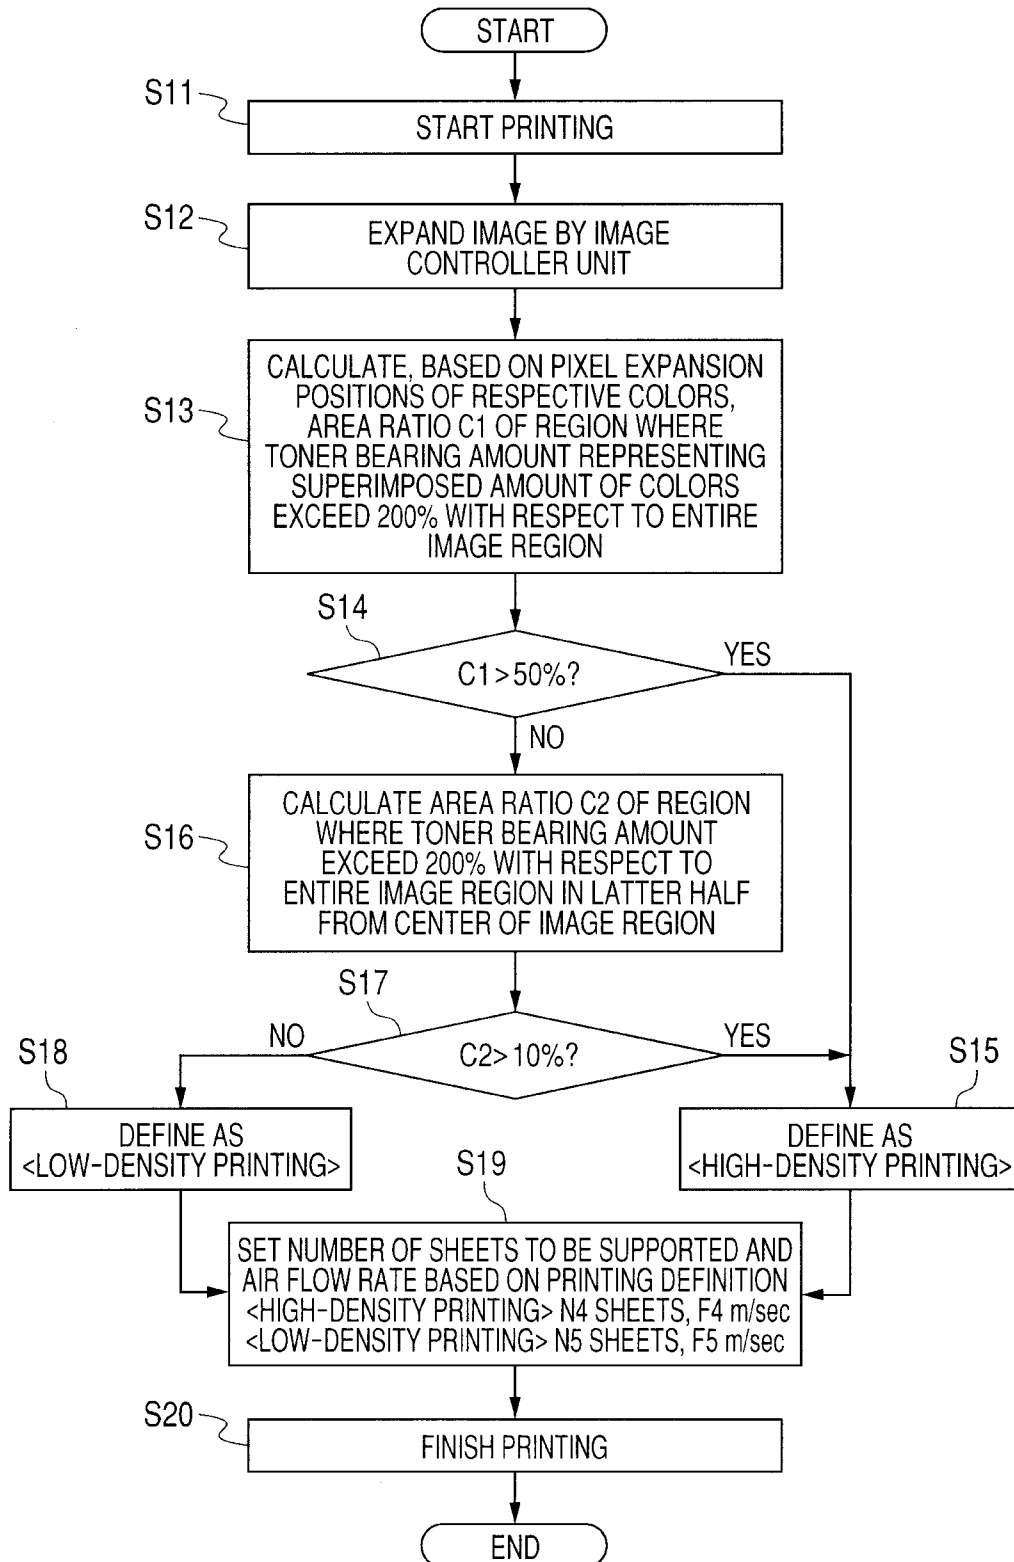 START
S11
START PRINTING
S12
EXPAND IMAGE BY IMAGE
CONTROLLER UNIT
S13
CALCULATE, BASED ON PIXEL EXPANSION
POSITIONS OF RESPECTIVE COLORS,
AREA RATIO C1 OF REGION WHERE
TONER BEARING AMOUNT REPRESENTING
SUPERIMPOSED AMOUNT OF COLORS
EXCEED 200% WITH RESPECT TO ENTIRE
IMAGE REGION
S14
C1>50%?
YES
NO
S16
CALCULATE AREA RATIO C2 OF REGION
WHERE TONER BEARING AMOUNT
EXCEED 200% WITH RESPECT TO
ENTIRE IMAGE REGION IN LATTER HALF
FROM CENTER OF IMAGE REGION
S17
C2>10%?
NO
YES
S18
DEFINE AS
<LOW-DENSITY PRINTING>
S15
DEFINE AS
<HIGH-DENSITY PRINTING>
S19
SET NUMBER OF SHEETS TO BE SUPPORTED AND
AIR FLOW RATE BASED ON PRINTING DEFINITION
<HIGH-DENSITY PRINTING> N4 SHEETS, F4 m/sec
<LOW-DENSITY PRINTING> N5 SHEETS, F5 m/sec
S20
FINISH PRINTING
END